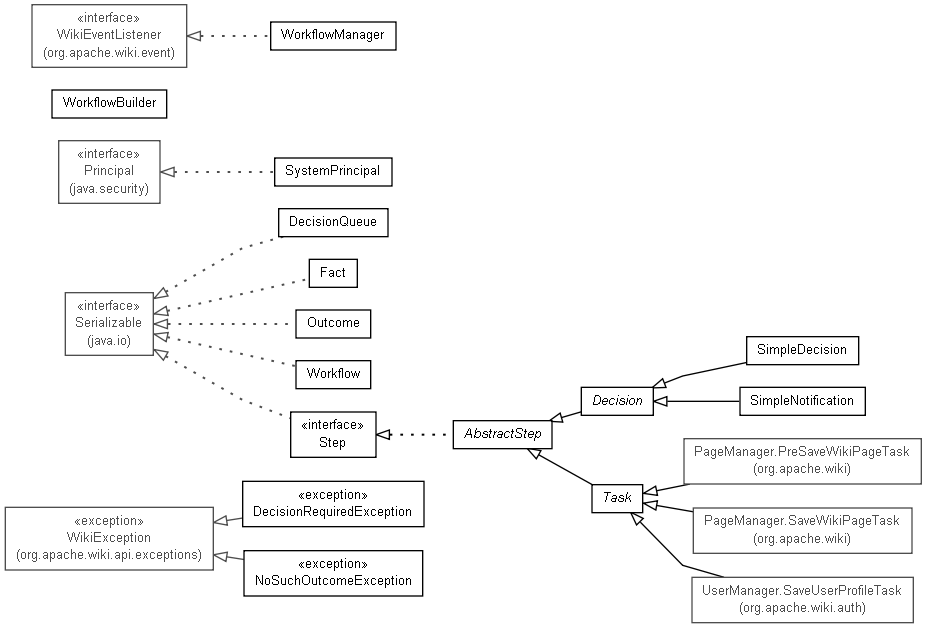 «interface»
WikiEventListener
(org.apache.wiki.event)
WorkflowManager
WorkflowBuilder
«interface»
Principal
(java.security)
SystemPrincipal
DecisionQueue
Fact
«interface»
Serializable
(java.io)
Outcome
Workflow
«interface»
Step
AbstractStep
Decision
SimpleDecision
SimpleNotification
Task
PageManager.PreSaveWikiPageTask
(org.apache.wiki)
PageManager.SaveWikiPageTask
(org.apache.wiki)
UserManager.SaveUserProfileTask
(org.apache.wiki.auth)
«exception»
WikiException
(org.apache.wiki.api.exceptions)
«exception»
DecisionRequiredException
«exception»
NoSuchOutcomeException